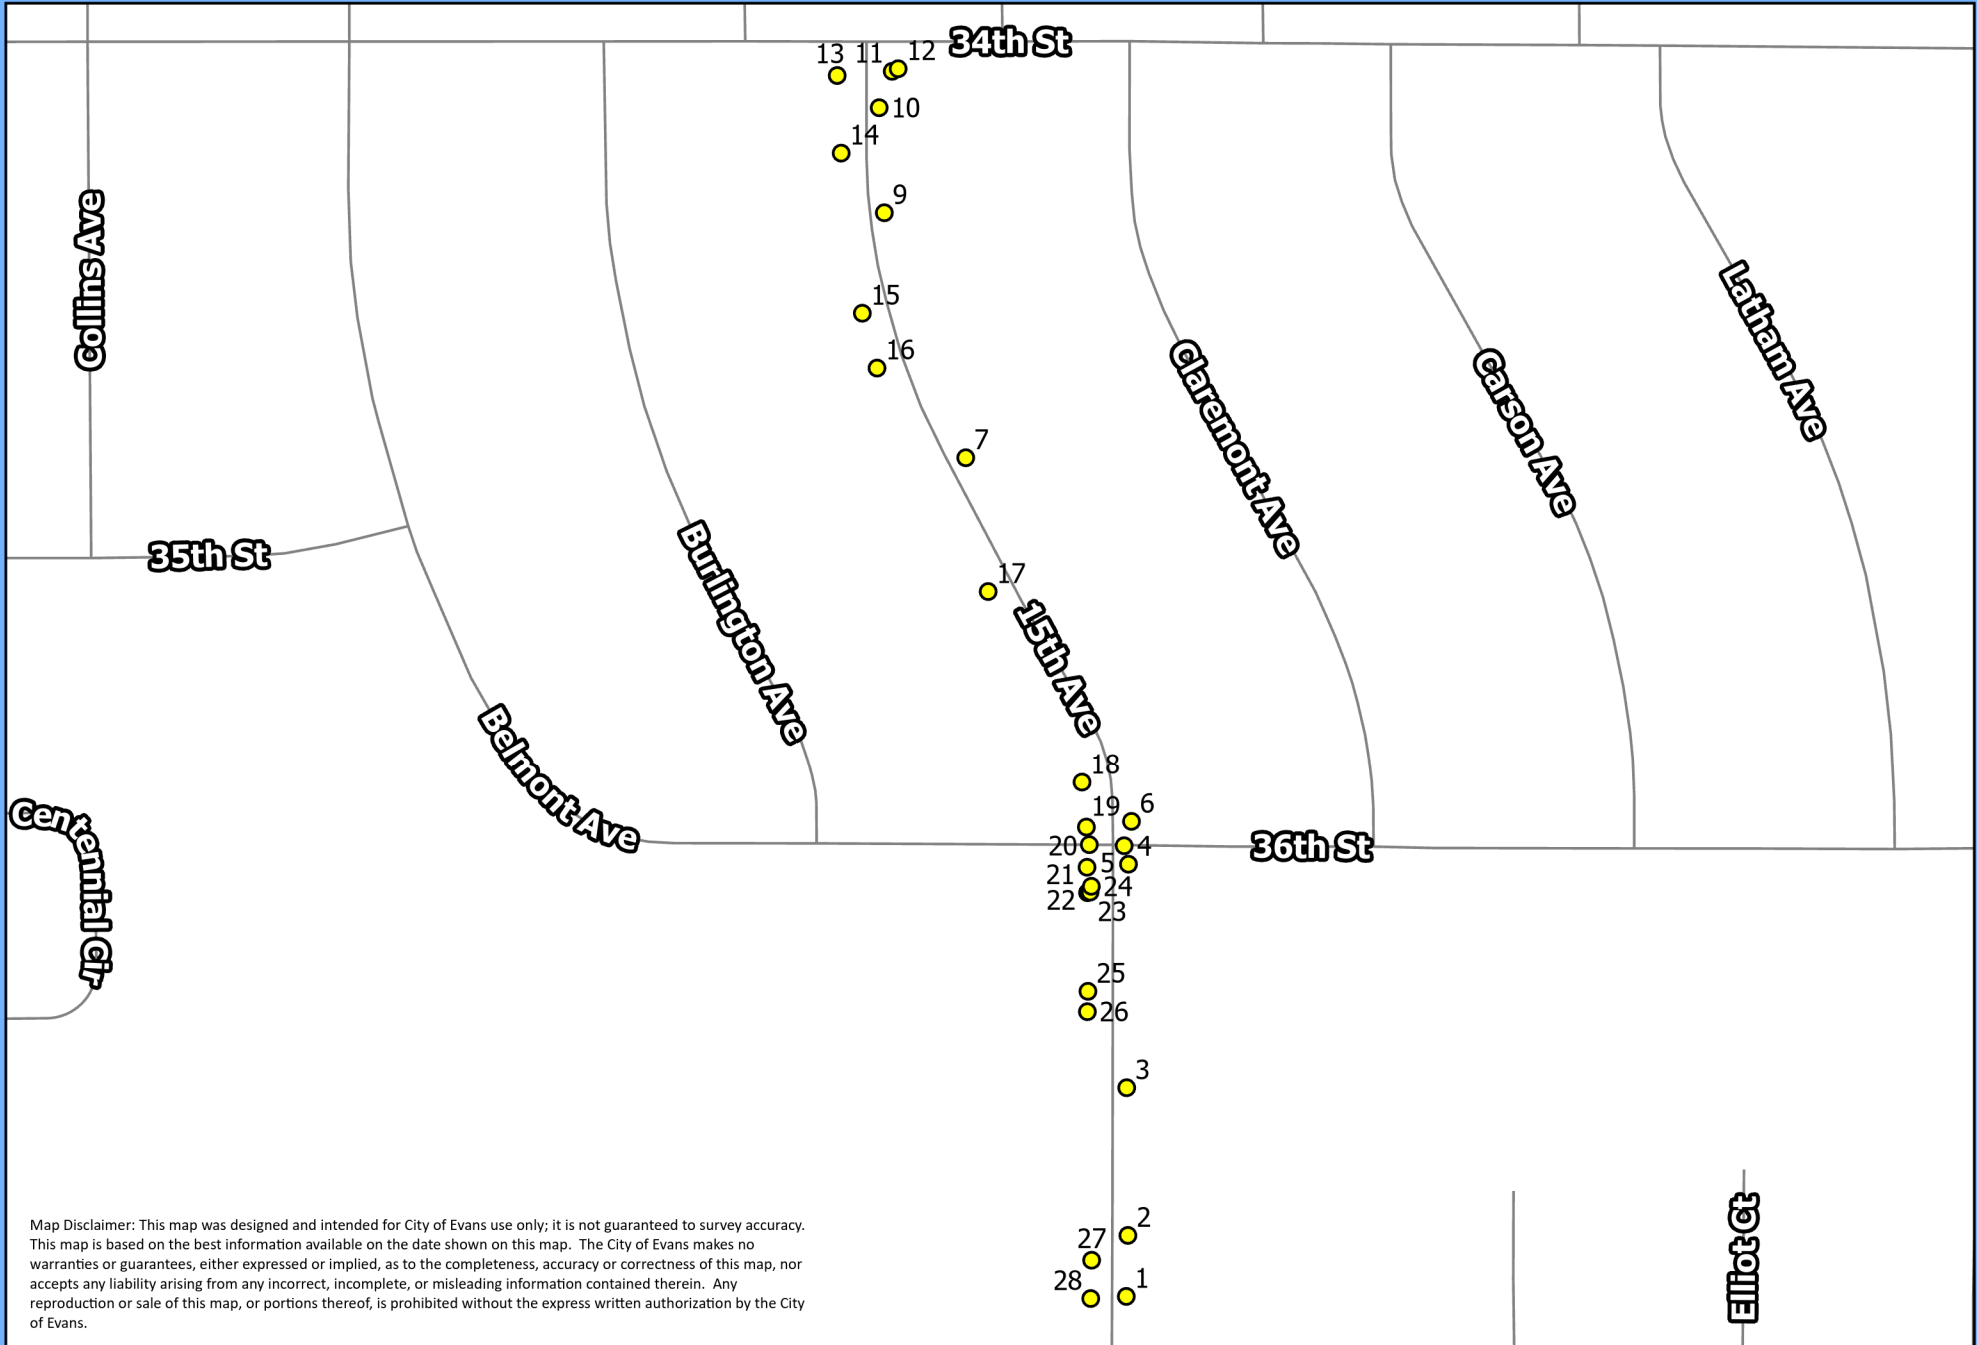 34th St
13
11
12
10
14
9
Collins Ave
15
16
Latham Ave
Claremont Ave
Carson Ave
7
35th St
17
Burlington Ave
15th Ave
Belmont Ave
18
19
6
Centennial Cir
20
4
36th St
21
5
24
22
23
25
26
3
2
27
28
1
Elliot Ct
Map Disclaimer: This map was designed and intended for City of Evans use only; it is not guaranteed to survey accuracy.
This map is based on the best information available on the date shown on this map.  The City of Evans makes no
warranties or guarantees, either expressed or implied, as to the completeness, accuracy or correctness of this map, nor
accepts any liability arising from any incorrect, incomplete, or misleading information contained therein.  Any
reproduction or sale of this map, or portions thereof, is prohibited without the express written authorization by the City
of Evans.